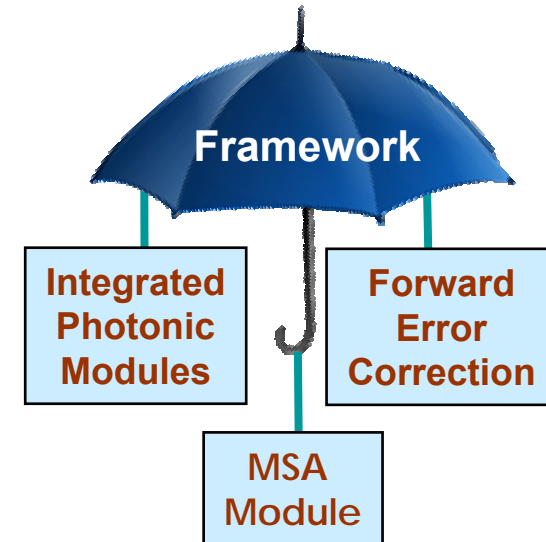 Framework
Integrated
Photonic
Modules
Forward
Error
Correction
MSA
Module